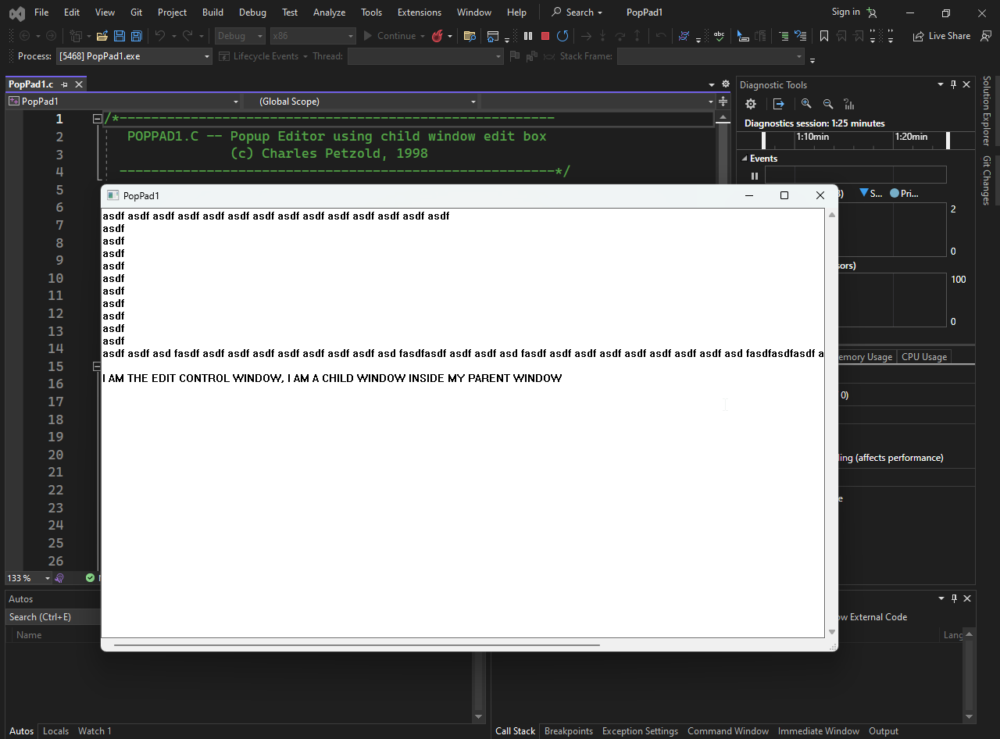 File Edit View Git Project Build Debug Test Analyze Tools Extensions Window Help Search PopPad1 Sign in
Debug x86 Continue abc Live Share
Process: [5468] PopPad1.exe Lifecycle Events Thread: Stack Frame:
PopPad1.c
PopPad1 (Global Scope)
1 /*---------------------------------------------------------
2 POPPAD1.C -- Popup Editor using child window edit box
3 (c) Charles Petzold, 1998
4 ---------------------------------------------------------*/
5
6
7
8
9
10
11
12
13
14
15
16
17
18
19
20
21
22
23
24
25
26
133 %
Diagnostic Tools
Diagnostics session: 1:25 minutes
1:10min 1:20min
Events
S... Pri...
2
0
100
0
CPU Usage
Usage
0)
(affects performance)
Solution Explorer
Git Changes
PopPad1
asdf asdf asdf asdf asdf asdf asdf asdf asdf asdf asdf asdf asdf asdf
asdf
asdf
asdf
asdf
asdf
asdf
asdf
asdf
asdf
asdf
asdf asdf asd fasdf asdf asdf asdf asdf asdf asdf asdf asd fasdfasdf asdf asdf asd fasdf asdf asdf asdf asdf asdf asdf asdf asd fasdfasdfasdf a
I AM THE EDIT CONTROL WINDOW, I AM A CHILD WINDOW INSIDE MY PARENT WINDOW
Autos
Search (Ctrl+E)
Name
External Code
Lang
Autos Locals Watch 1
Call Stack Breakpoints Exception Settings Command Window Immediate Window Output